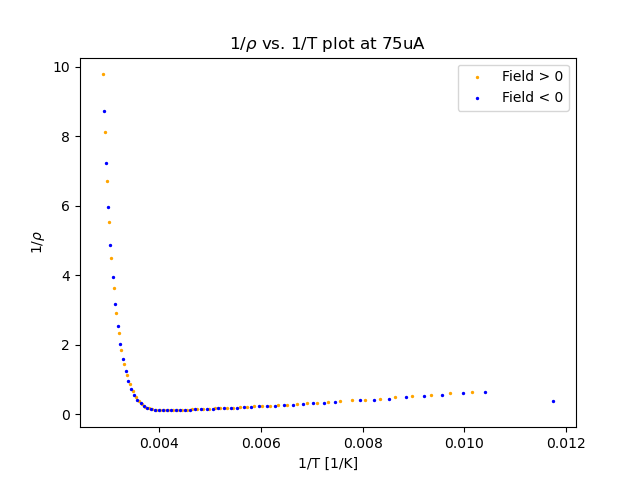 1/ρ vs. 1/T plot at 75uA
Field > 0
Field < 0
10
8
6
4
2
0
1/ρ
0.004 0.006 0.008 0.010 0.012
1/T [1/K]